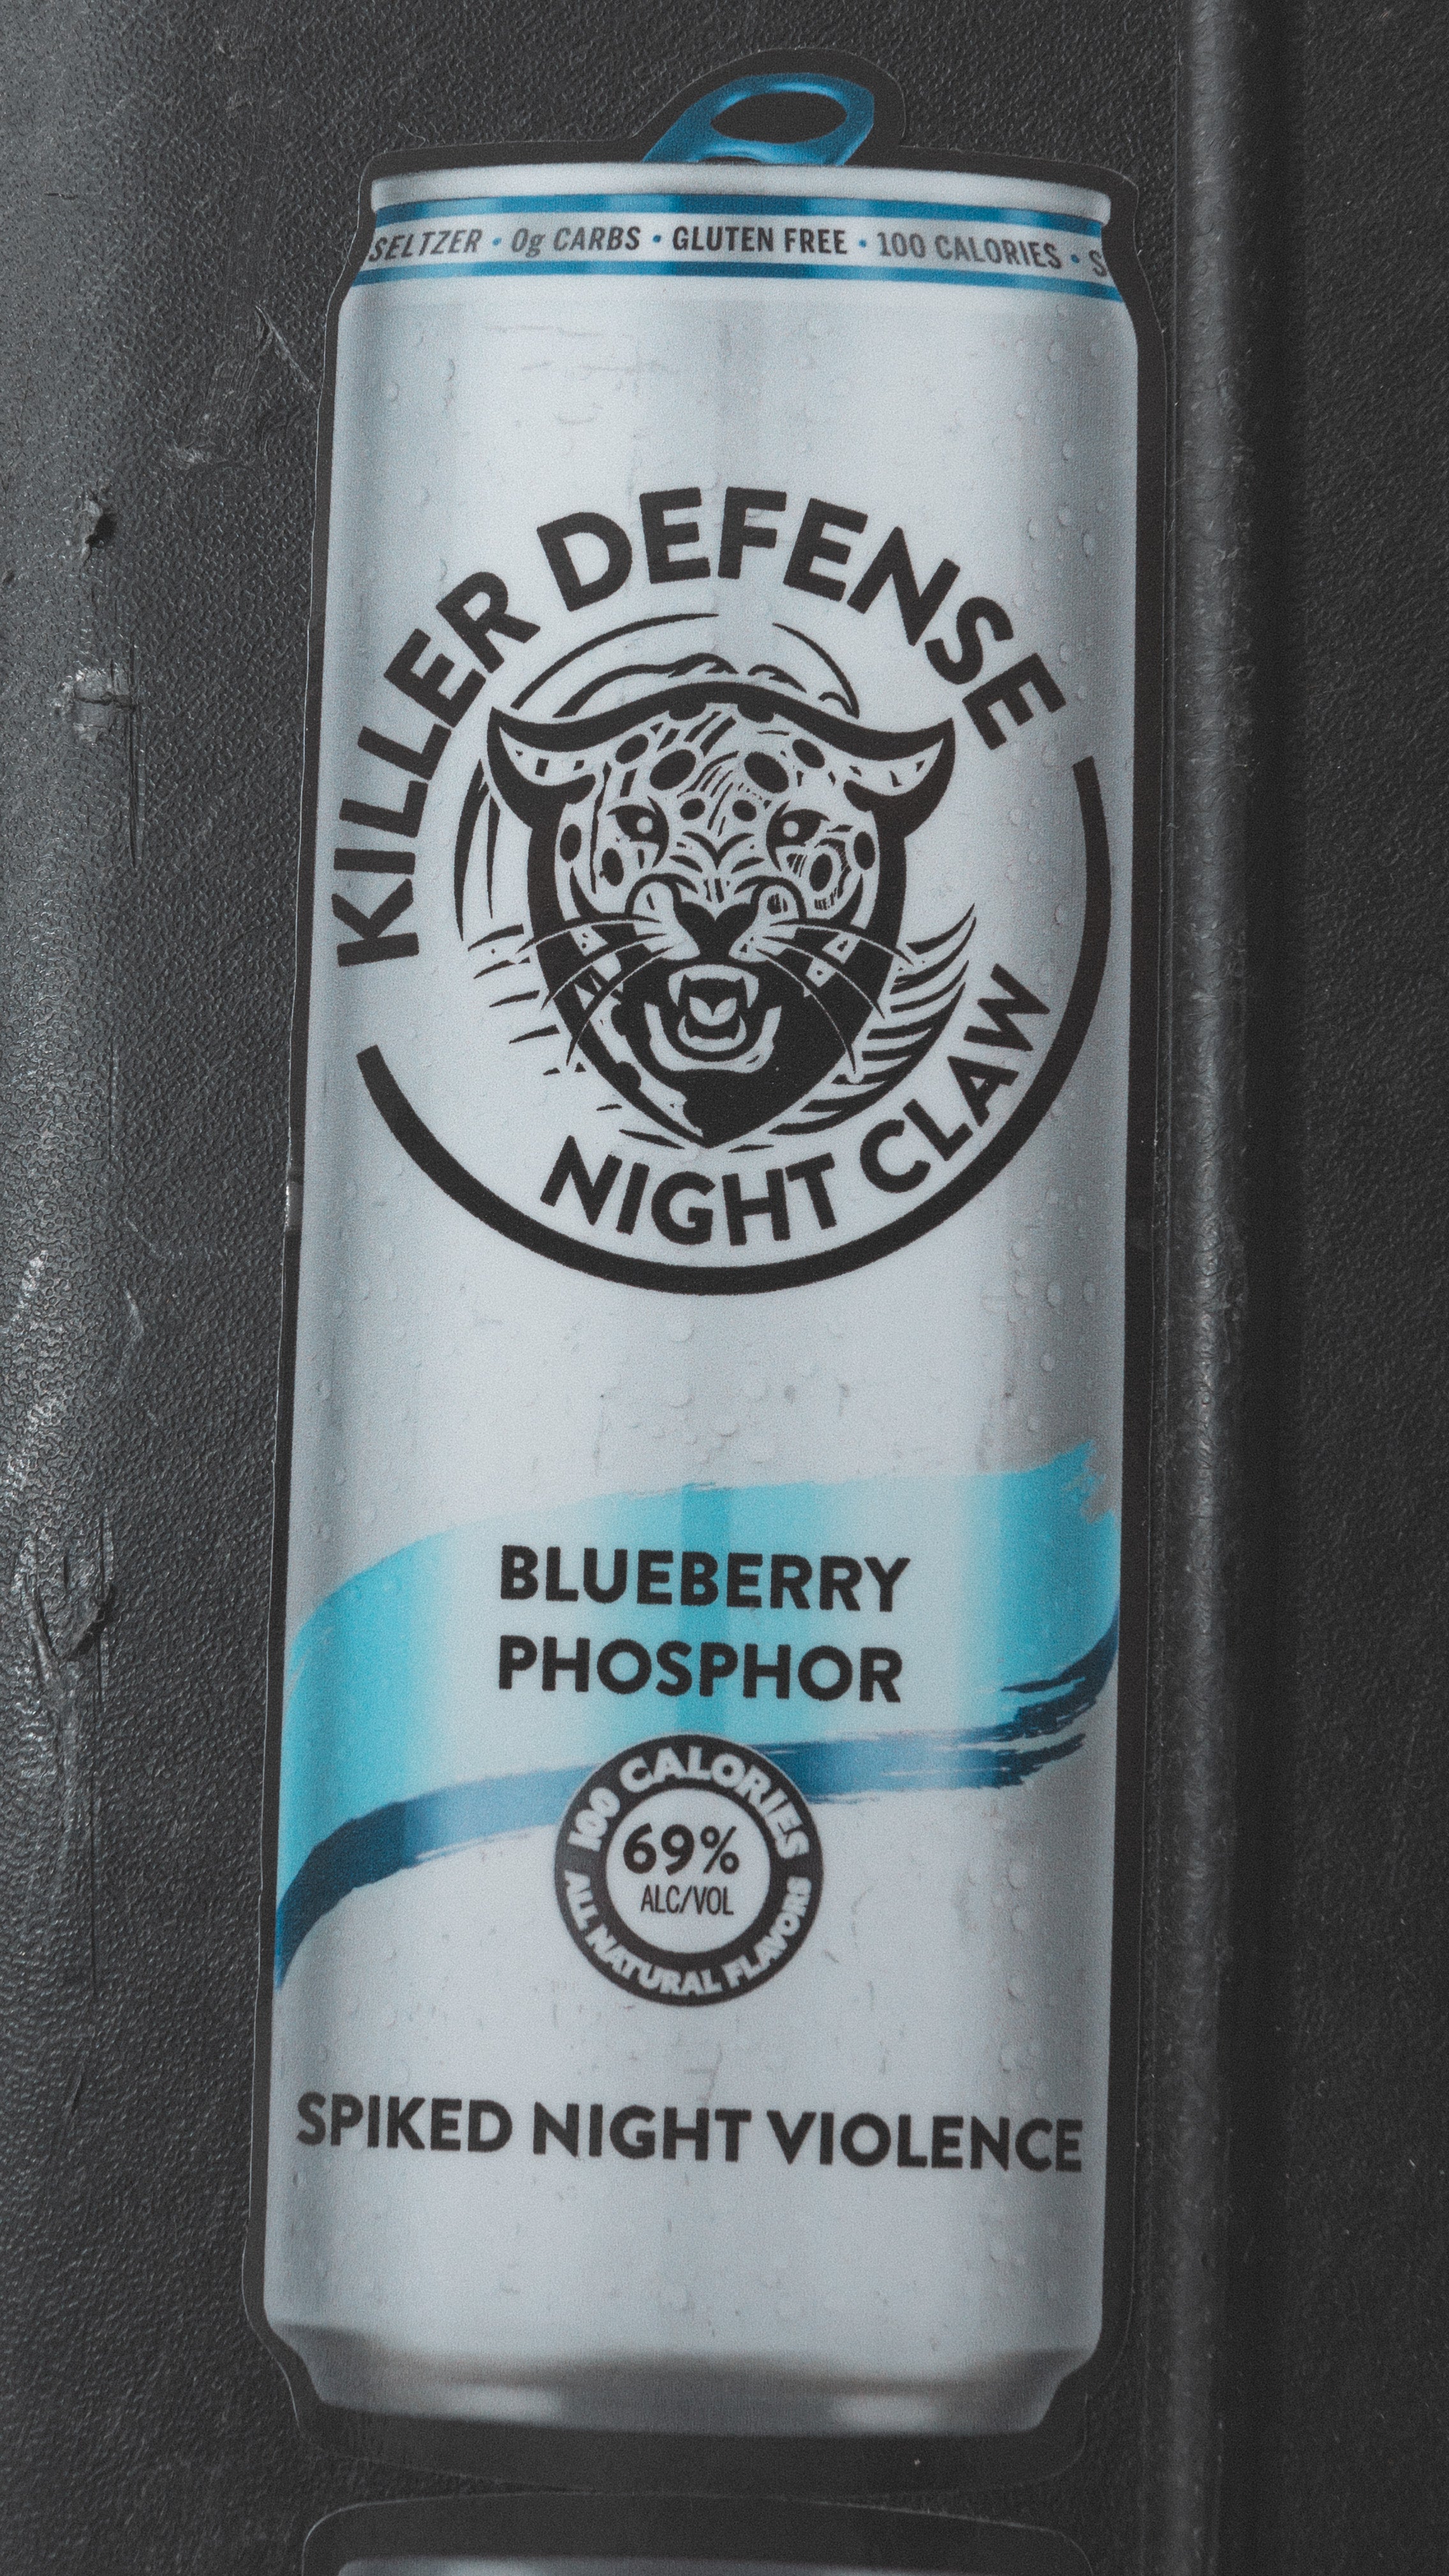 SELTZER • 0g CARBS • GLUTEN FREE • 100 CALORIES • S
KILLER DEFENSE
NIGHT CLAW
BLUEBERRY
PHOSPHOR
100 CALORIES
69%
ALC/VOL
ALL NATURAL FLAVORS
SPIKED NIGHT VIOLENCE